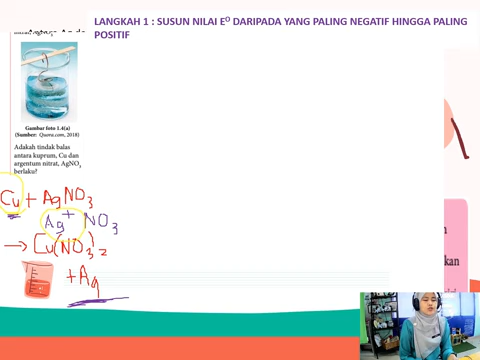 LANGKAH 1 : SUSUN NILAI E⁰ DARIPADA YANG PALING NEGATIF HINGGA PALING
POSITIF
Gambar foto 1.4(a)
(Sumber: Quora.com, 2018)
Adakah tindak balas
antara kuprum, Cu dan
argentum nitrat, AgNO₃
berlaku?
Cu + AgNO₃
Ag⁺ NO₃
→ Cu(NO₃)₂
+ Ag